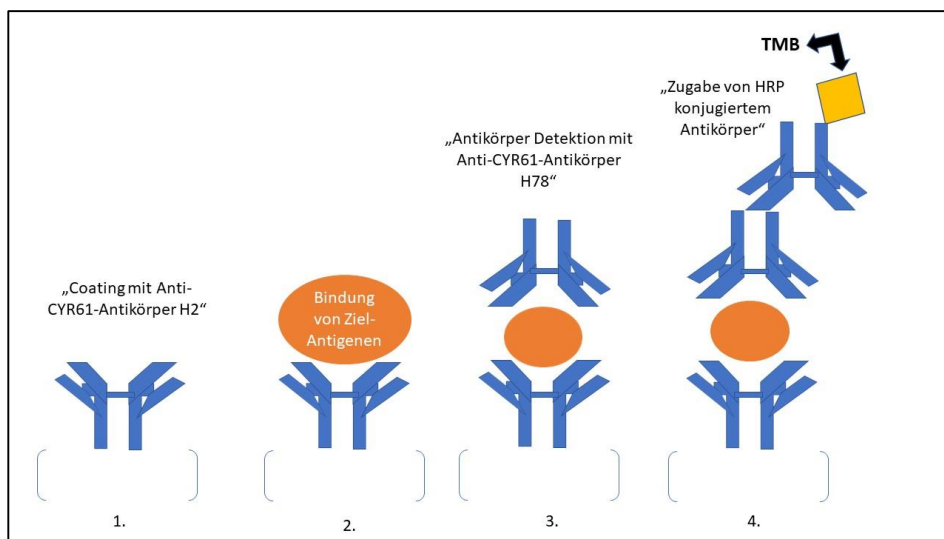 „Coating mit Anti-
CYR61-Antikörper H2“
1.
Bindung
von Ziel-
Antigenen
2.
„Antikörper Detektion mit
Anti-CYR61-Antikörper
H78“
3.
TMB
„Zugabe von HRP
konjugiertem
Antikörper“
4.